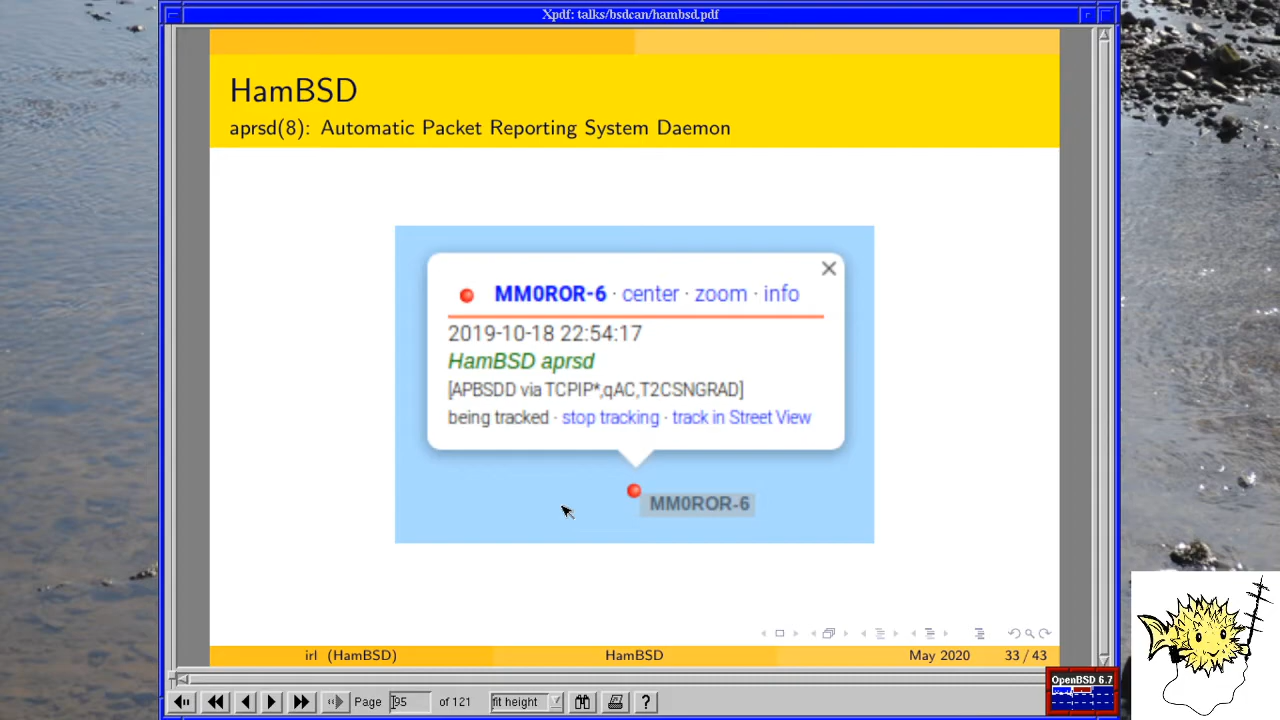 Xpdf: talks/bsdcan/hambsd.pdf
HamBSD
aprsd(8): Automatic Packet Reporting System Daemon
MM0ROR-6 · center · zoom · info
2019-10-18 22:54:17
HamBSD aprsd
[APBSDD via TCPIP*,qAC,T2CSNGRAD]
being tracked · stop tracking · track in Street View
MM0ROR-6
irl (HamBSD) HamBSD May 2020 33 / 43
OpenBSD 6.7
Page 95 of 121 fit height ?